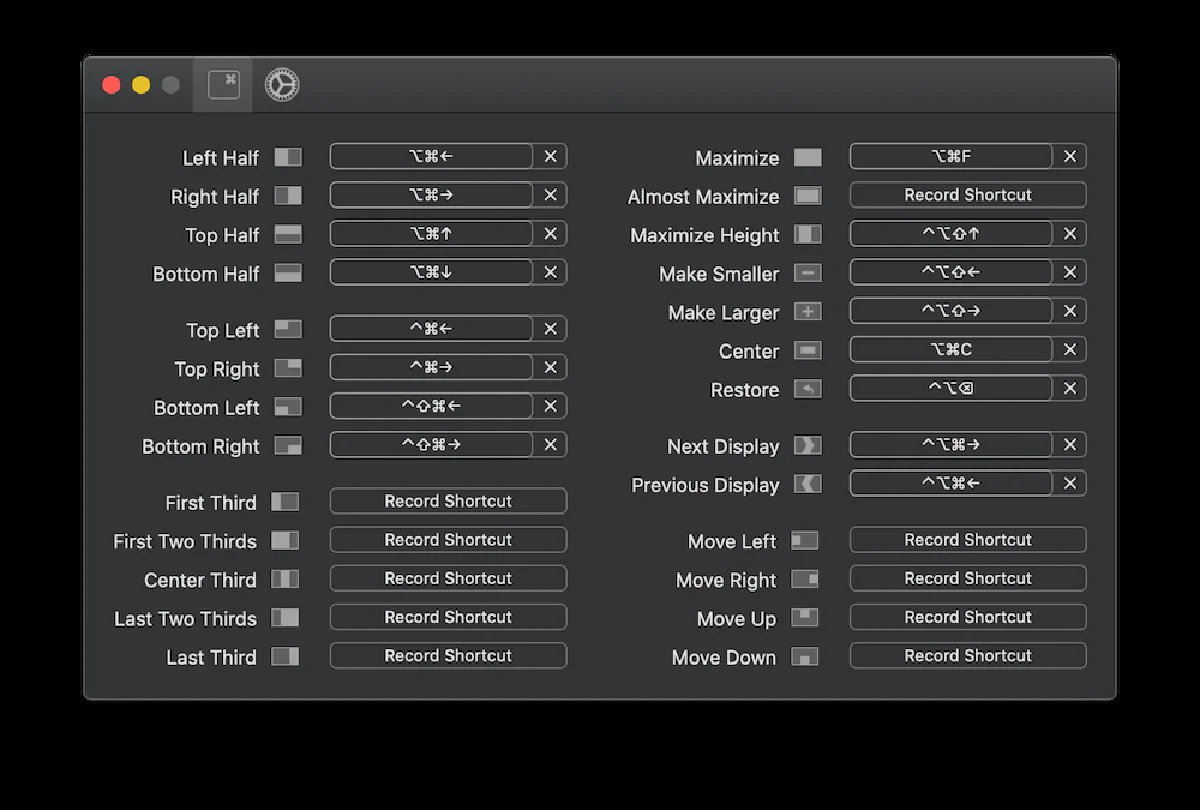 ⌘
Left Half ⌥⌘← ×
Right Half ⌥⌘→ ×
Top Half ⌥⌘↑ ×
Bottom Half ⌥⌘↓ ×
Top Left ^⌘← ×
Top Right ^⌘→ ×
Bottom Left ^⇧⌘← ×
Bottom Right ^⇧⌘→ ×
First Third Record Shortcut
First Two Thirds Record Shortcut
Center Third Record Shortcut
Last Two Thirds Record Shortcut
Last Third Record Shortcut
Maximize ⌥⌘F ×
Almost Maximize Record Shortcut
Maximize Height ^⌥⇧↑ ×
Make Smaller ^⌥⇧← ×
Make Larger ^⌥⇧→ ×
Center ⌥⌘C ×
Restore ^⌥⌫ ×
Next Display ^⌥⌘→ ×
Previous Display ^⌥⌘← ×
Move Left Record Shortcut
Move Right Record Shortcut
Move Up Record Shortcut
Move Down Record Shortcut